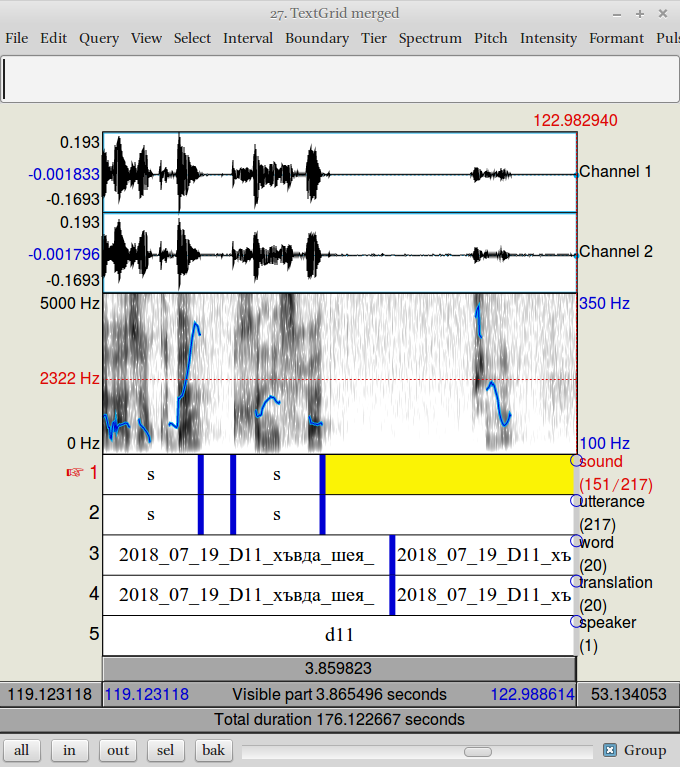 27. TextGrid merged
File Edit Query View Select Interval Boundary Tier Spectrum Pitch Intensity Formant Puls
122.982940
0.193
-0.001833
-0.1693
Channel 1
0.193
-0.001796
-0.1693
Channel 2
5000 Hz
350 Hz
2322 Hz
0 Hz
100 Hz
☞ 1 s s sound
(151/217)
2 s s utterance
(217)
3 2018_07_19_D11_хъвда_шея_ 2018_07_19_D11_хъ word
(20)
4 2018_07_19_D11_хъвда_шея_ 2018_07_19_D11_хъ translation
(20)
5 d11 speaker
(1)
3.859823
119.123118 119.123118 Visible part 3.865496 seconds 122.988614 53.134053
Total duration 176.122667 seconds
all in out sel bak Group